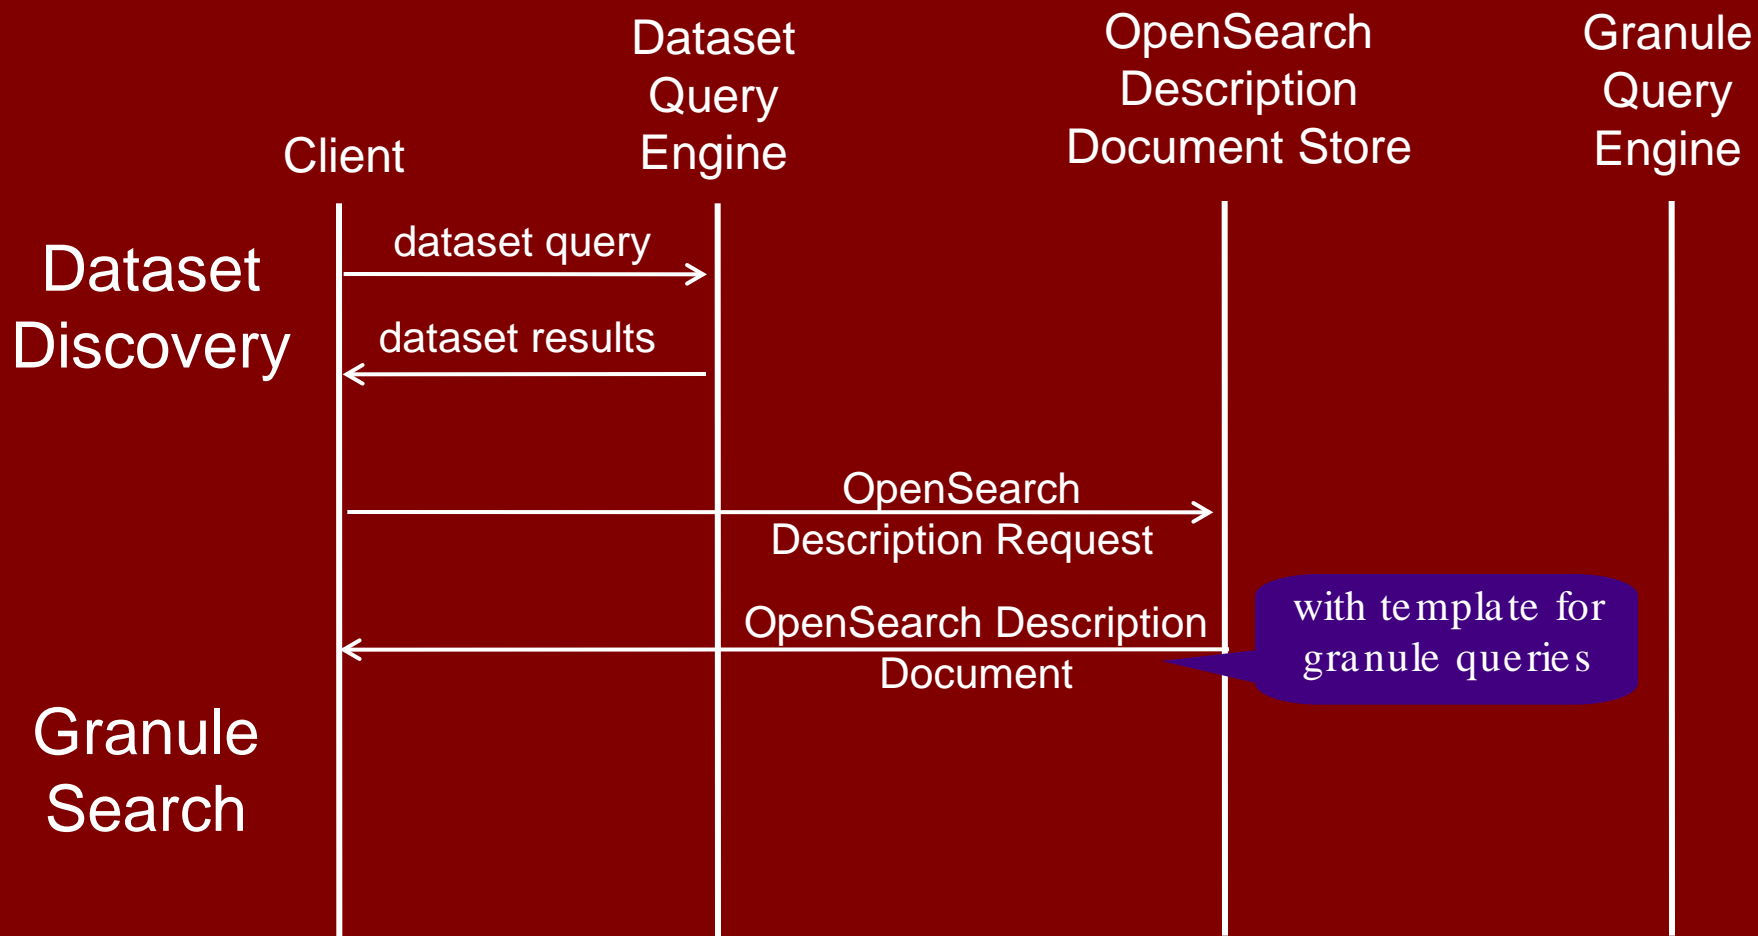 Client
Dataset
Query
Engine
OpenSearch
Description
Document Store
Granule
Query
Engine
Dataset
Discovery
dataset query
dataset results
OpenSearch
Description Request
OpenSearch Description
Document
with template for
granule queries
Granule
Search